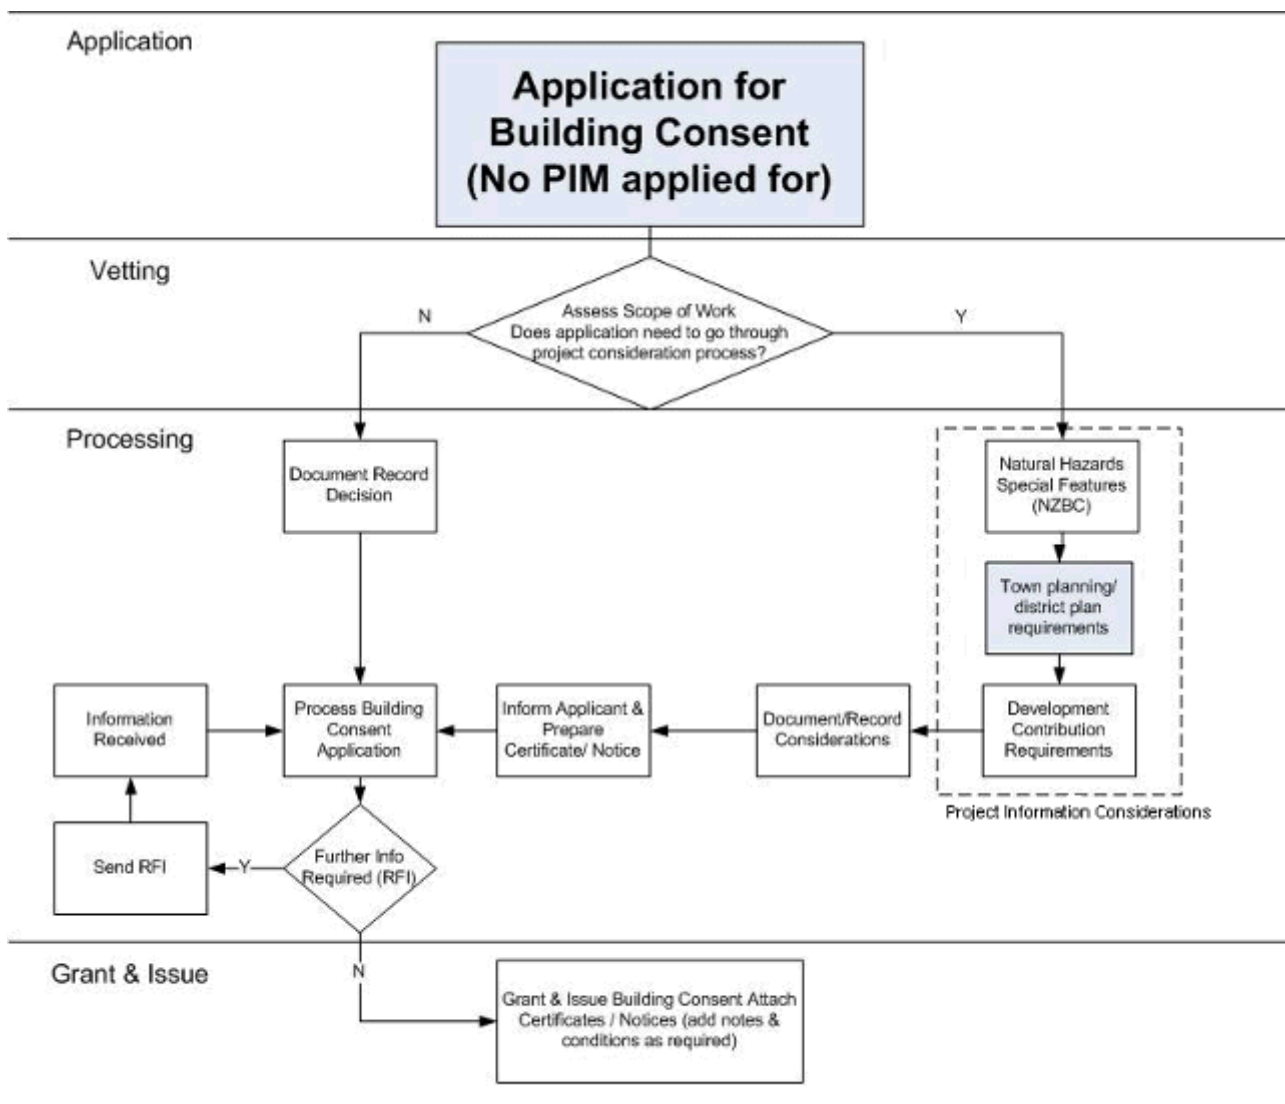 Application
Application for
Building Consent
(No PIM applied for)
Vetting
Assess Scope of Work
Does application need to go through
project consideration process?
N
Y
Processing
Document Record
Decision
Natural Hazards
Special Features
(NZBC)
Town planning/
district plan
requirements
Information
Received
Process Building
Consent
Application
Inform Applicant &
Prepare
Certificate/ Notice
Document/Record
Considerations
Development
Contribution
Requirements
Project Information Considerations
Send RFI
Y
Further Info
Required (RFI)
Grant & Issue
N
Grant & Issue Building Consent Attach
Certificates / Notices (add notes &
conditions as required)